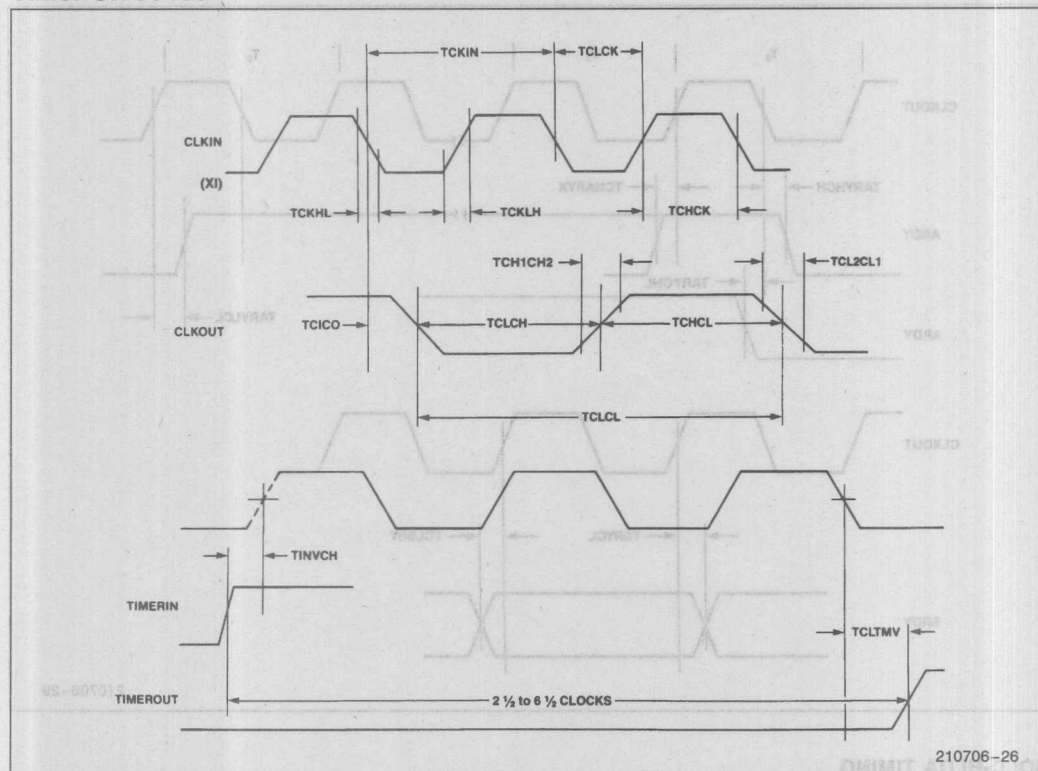 TCKIN
TCLCK
CLKIN
(XI)
TCKHL
TCKLH
TCHCK
TCH1CH2
TCL2CL1
CLKOUT
TCICO
TCLCH
TCHCL
TCLCL
TINVCH
TIMERIN
TCLTMV
TIMEROUT
2 ½ to 6 ½ CLOCKS
210706-26